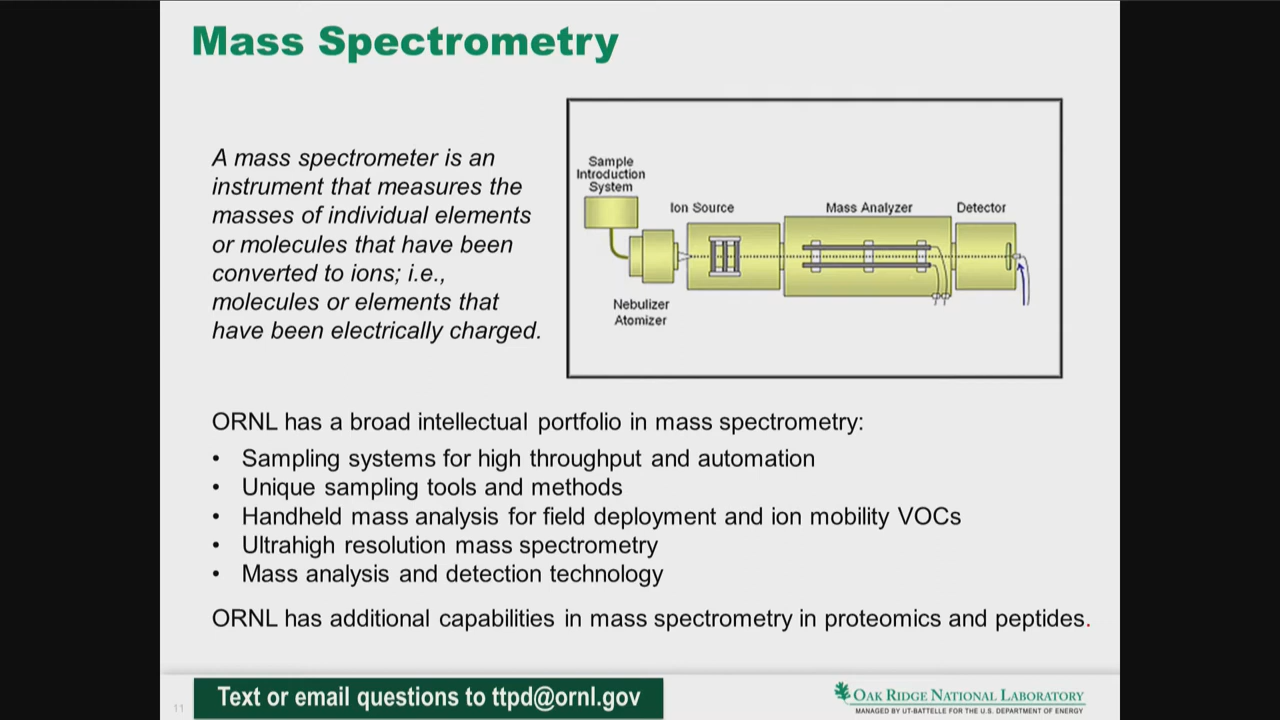 Mass Spectrometry
A mass spectrometer is an
instrument that measures the
masses of individual elements
or molecules that have been
converted to ions; i.e.,
molecules or elements that
have been electrically charged.
Sample
Introduction
System
Ion Source
Mass Analyzer
Detector
Nebulizer
Atomizer
ORNL has a broad intellectual portfolio in mass spectrometry:
• Sampling systems for high throughput and automation
• Unique sampling tools and methods
• Handheld mass analysis for field deployment and ion mobility VOCs
• Ultrahigh resolution mass spectrometry
• Mass analysis and detection technology
ORNL has additional capabilities in mass spectrometry in proteomics and peptides.
11
Text or email questions to ttpd@ornl.gov
OAK RIDGE NATIONAL LABORATORY
MANAGED BY UT-BATTELLE FOR THE U.S. DEPARTMENT OF ENERGY